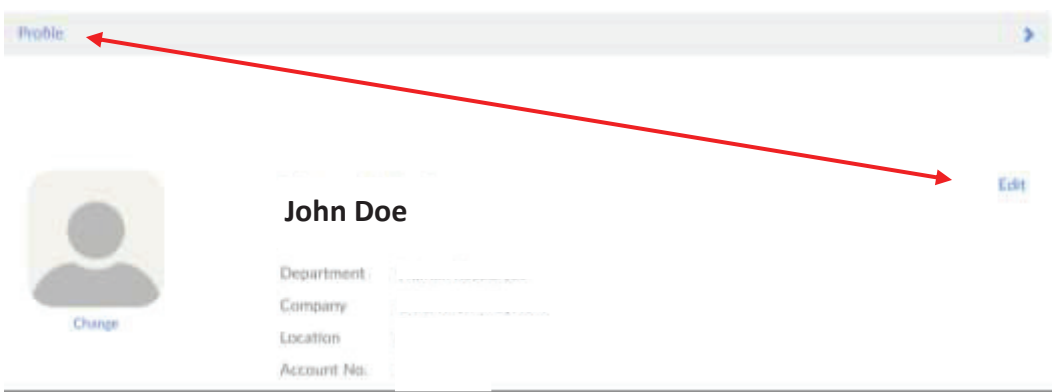 Profile
Edit
John Doe
Department
Company
Change
Location
Account No.